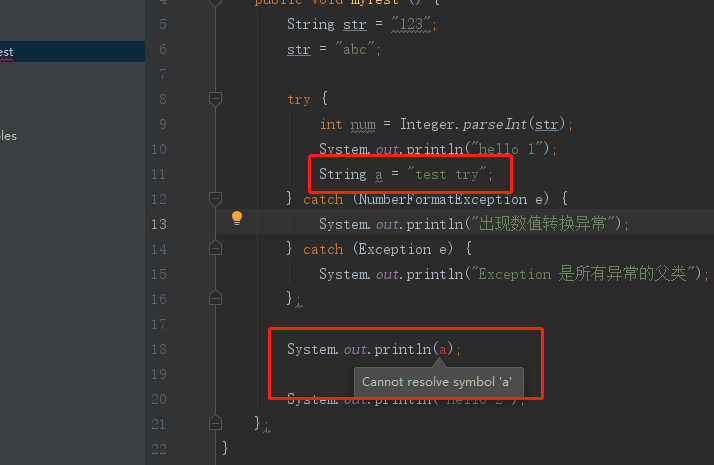 4 public void myTest () {
est
5 String str = "123";
6 str = "abc";
7
8 try {
9 int num = Integer.parseInt(str);
les
10 System.out.println("hello 1");
11 String a = "test try";
12 } catch (NumberFormatException e) {
13 System.out.println("出现数值转换异常");
14 } catch (Exception e) {
15 System.out.println("Exception 是所有异常的父类");
16 };
17
18 System.out.println(a);
19
Cannot resolve symbol 'a'
20 System.out.println("hello 2");
21 };
22 }